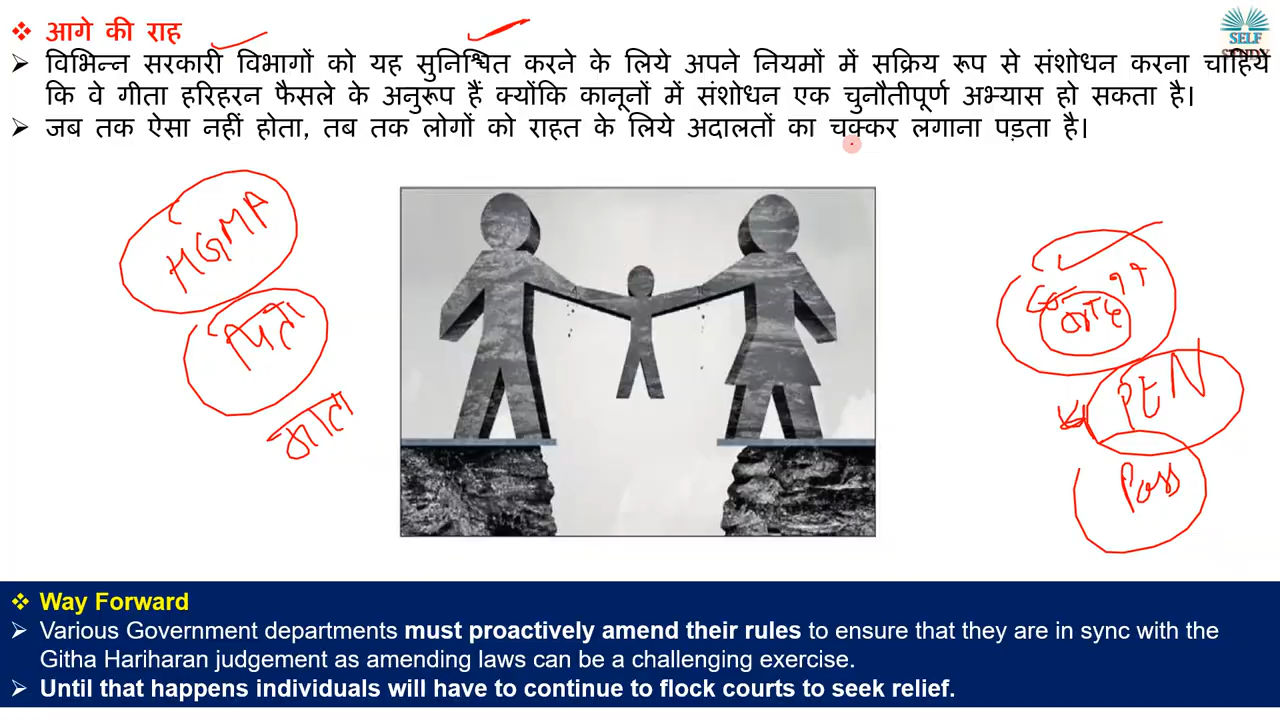 ❖ आगे की राह
SELF
STUDY
➤ विभिन्न सरकारी विभागों को यह सुनिश्चित करने के लिये अपने नियमों में सक्रिय रूप से संशोधन करना चाहिये
कि वे गीता हरिहरन फैसले के अनुरूप हैं क्योंकि कानूनों में संशोधन एक चुनौतीपूर्ण अभ्यास हो सकता है।
➤ जब तक ऐसा नहीं होता, तब तक लोगों को राहत के लिये अदालतों का चक्कर लगाना पड़ता है।
HGMA
पिता
माता
PEN
Pass
❖ Way Forward
➤ Various Government departments must proactively amend their rules to ensure that they are in sync with the
Githa Hariharan judgement as amending laws can be a challenging exercise.
➤ Until that happens individuals will have to continue to flock courts to seek relief.